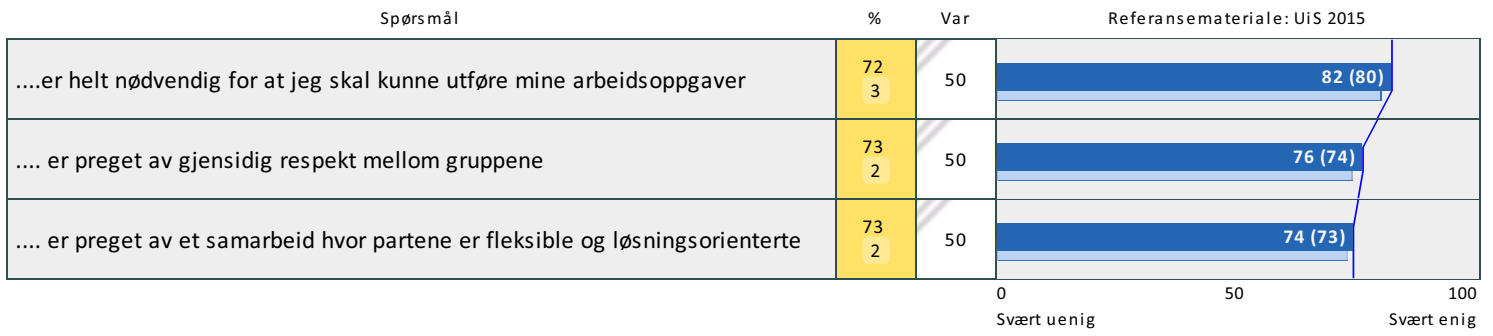 Spørsmål % Var Referansemateriale: UiS 2015
....er helt nødvendig for at jeg skal kunne utføre mine arbeidsoppgaver 72 3 50 82 (80)
.... er preget av gjensidig respekt mellom gruppene 73 2 50 76 (74)
.... er preget av et samarbeid hvor partene er fleksible og løsningsorienterte 73 2 50 74 (73)
0 50 100
Svært uenig Svært enig